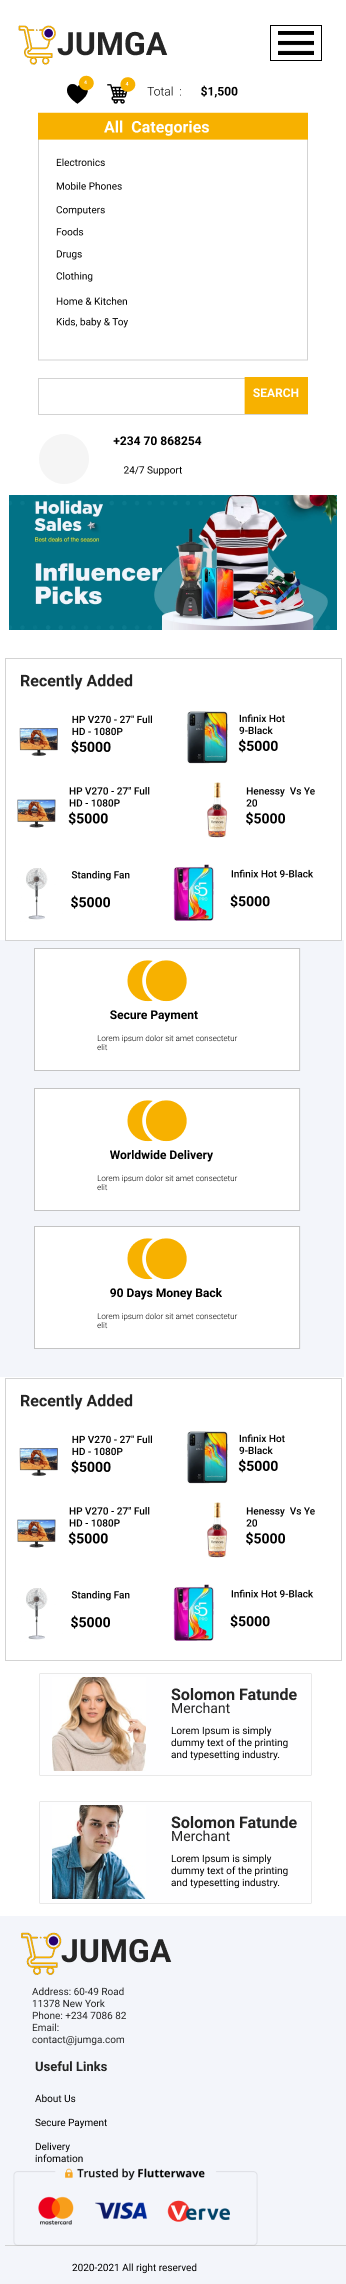 JUMGA
Total : $1,500
All Categories
Electronics
Mobile Phones
Computers
Foods
Drugs
Clothing
Home & Kitchen
Kids, baby & Toy
SEARCH
+234 70 868254
24/7 Support
Holiday
Sales
Best deals of the season
Influencer
Picks
Recently Added
HP V270 - 27" Full
HD - 1080P
$5000
Infinix Hot
9-Black
$5000
HP V270 - 27" Full
HD - 1080P
$5000
Henessy Vs Ye
20
$5000
Standing Fan
$5000
Infinix Hot 9-Black
$5000
Secure Payment
Lorem ipsum dolor sit amet consectetur
elit
Worldwide Delivery
Lorem ipsum dolor sit amet consectetur
elit
90 Days Money Back
Lorem ipsum dolor sit amet consectetur
elit
Recently Added
HP V270 - 27" Full
HD - 1080P
$5000
Infinix Hot
9-Black
$5000
HP V270 - 27" Full
HD - 1080P
$5000
Henessy Vs Ye
20
$5000
Standing Fan
$5000
Infinix Hot 9-Black
$5000
Solomon Fatunde
Merchant
Lorem Ipsum is simply
dummy text of the printing
and typesetting industry.
Solomon Fatunde
Merchant
Lorem Ipsum is simply
dummy text of the printing
and typesetting industry.
JUMGA
Address: 60-49 Road
11378 New York
Phone: +234 7086 82
Email:
contact@jumga.com
Useful Links
About Us
Secure Payment
Delivery
infomation
Trusted by Flutterwave
mastercard
VISA
Verve
2020-2021 All right reserved